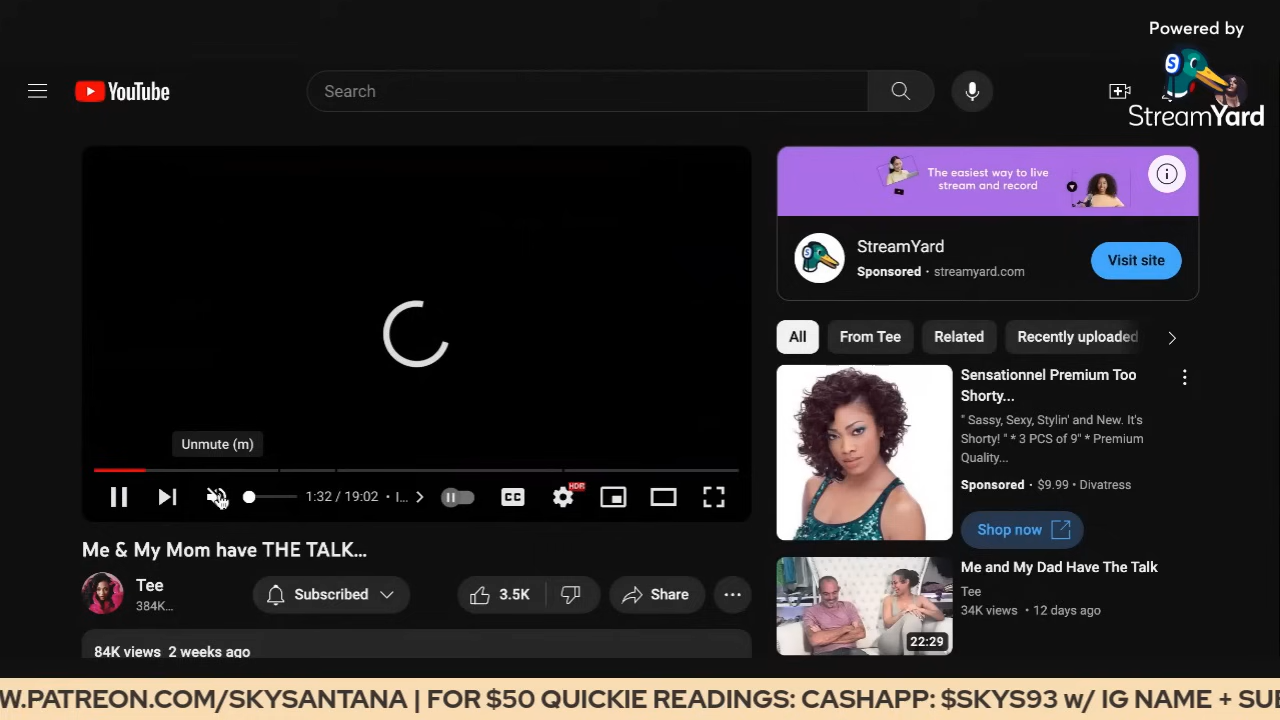 Powered by
StreamYard
YouTube
Search
The easiest way to live
stream and record
StreamYard
Sponsored · streamyard.com
Visit site
All
From Tee
Related
Recently uploaded
Sensationnel Premium Too
Shorty...
" Sassy, Sexy, Stylin' and New. It's
Shorty! " * 3 PCS of 9" * Premium
Quality...
Sponsored · $9.99 · Divatress
Shop now
Unmute (m)
1:32 / 19:02 • I...
CC
HDR
Me & My Mom have THE TALK...
Tee
384K...
Subscribed
3.5K
Share
84K views 2 weeks ago
Me and My Dad Have The Talk
Tee
34K views · 12 days ago
22:29
W.PATREON.COM/SKYSANTANA | FOR $50 QUICKIE READINGS: CASHAPP: $SKYS93 w/ IG NAME + SUB